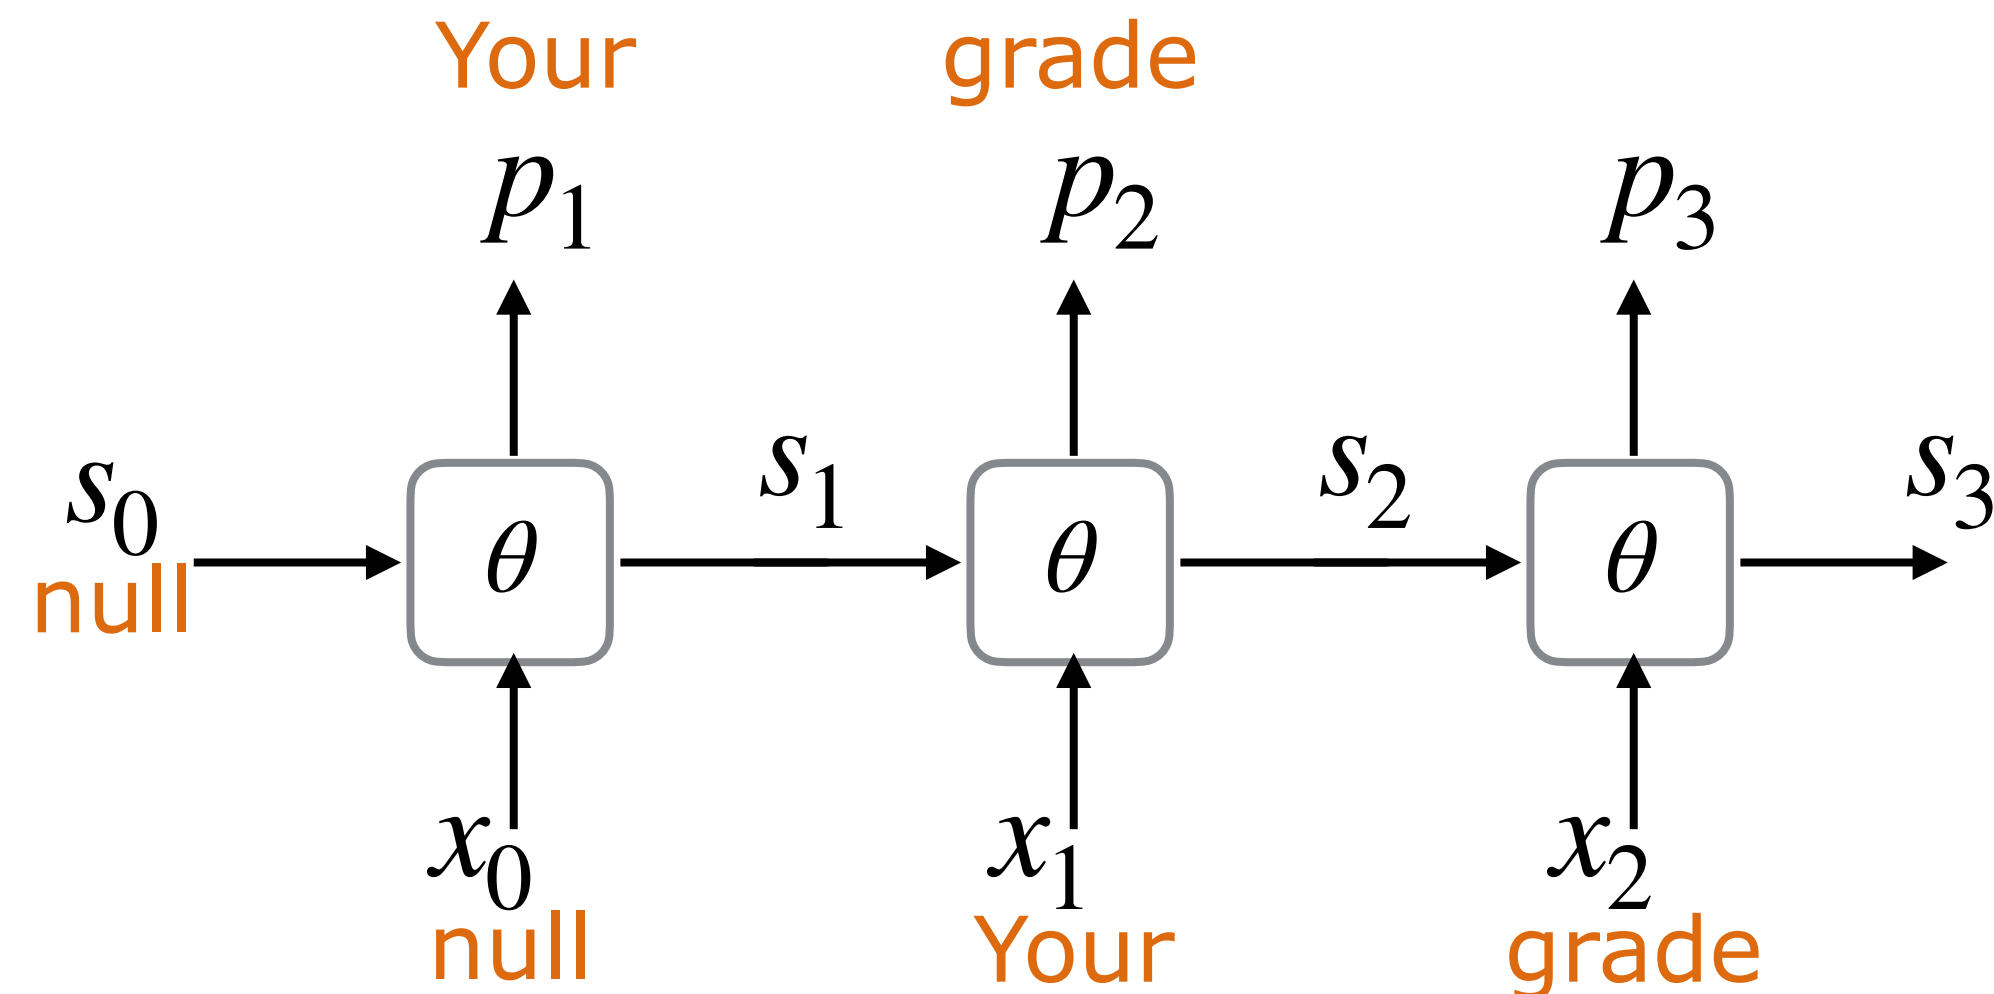 Your grade
p₁ p₂ p₃
s₀ s₁ s₂ s₃
null
θ θ θ
x₀ x₁ x₂
null Your grade